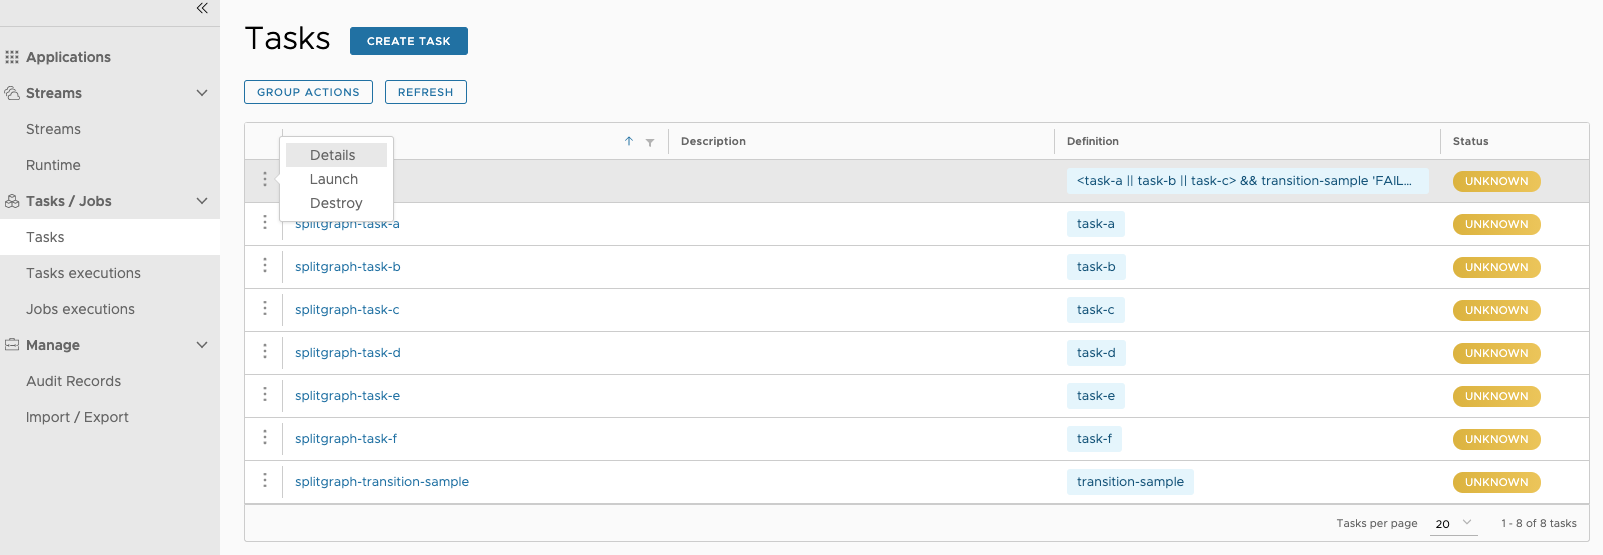 Applications
Streams
Streams
Runtime
Tasks / Jobs
Tasks
Tasks executions
Jobs executions
Manage
Audit Records
Import / Export
Tasks CREATE TASK
GROUP ACTIONS REFRESH
Description Definition Status
Details
Launch
Destroy
<task-a || task-b || task-c> && transition-sample 'FAIL... UNKNOWN
splitgraph-task-a task-a UNKNOWN
splitgraph-task-b task-b UNKNOWN
splitgraph-task-c task-c UNKNOWN
splitgraph-task-d task-d UNKNOWN
splitgraph-task-e task-e UNKNOWN
splitgraph-task-f task-f UNKNOWN
splitgraph-transition-sample transition-sample UNKNOWN
Tasks per page 20 1 - 8 of 8 tasks